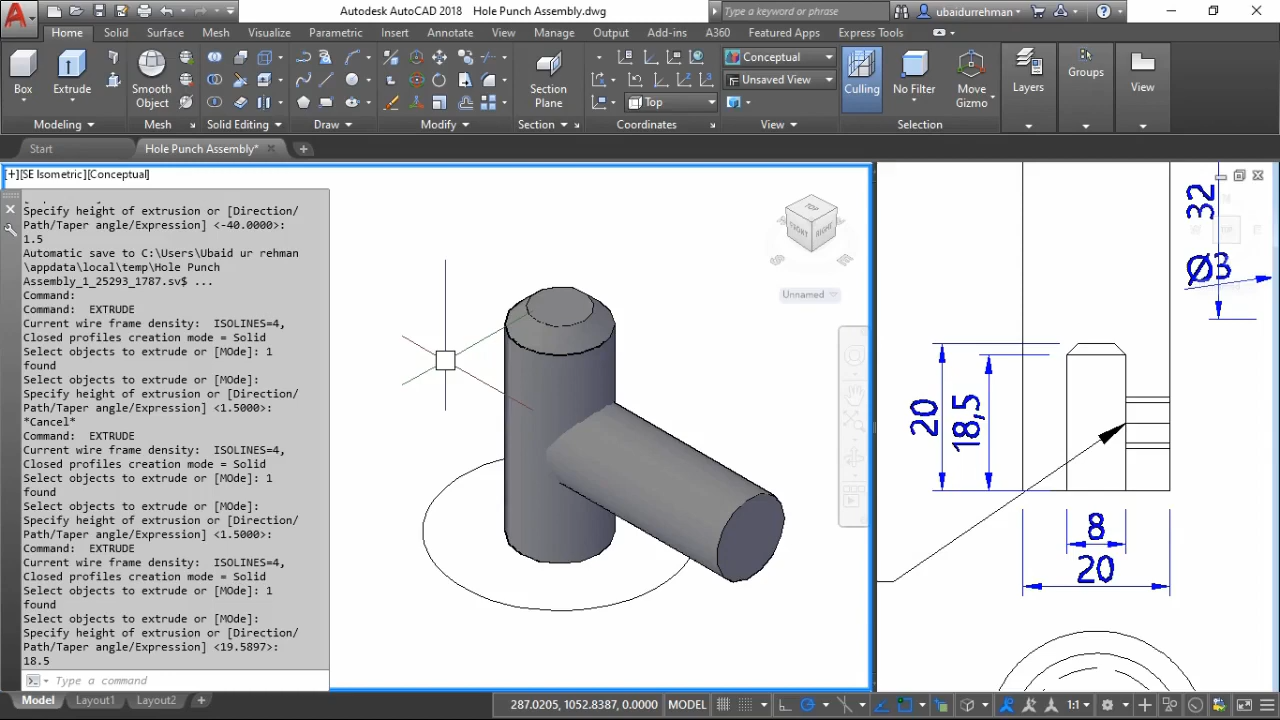 Autodesk AutoCAD 2018 Hole Punch Assembly.dwg
Type a keyword or phrase
ubaidurrehman
Home Solid Surface Mesh Visualize Parametric Insert Annotate View Manage Output Add-ins A360 Featured Apps Express Tools
Conceptual
Unsaved View
Top
Box Extrude Smooth Object Section Plane Culling No Filter Move Gizmo Layers Groups View
Modeling Mesh Solid Editing Draw Modify Section Coordinates View Selection
Start Hole Punch Assembly*
[+][SE Isometric][Conceptual]
Specify height of extrusion or [Direction/
Path/Taper angle/Expression] <-40.0000>:
1.5
Automatic save to C:\Users\Ubaid ur rehman
\appdata\local\temp\Hole Punch
Assembly_1_25293_1787.sv$ ...
Command:
Command: EXTRUDE
Current wire frame density: ISOLINES=4,
Closed profiles creation mode = Solid
Select objects to extrude or [MOde]: 1
found
Select objects to extrude or [MOde]:
Specify height of extrusion or [Direction/
Path/Taper angle/Expression] <1.5000>:
*Cancel*
Command: EXTRUDE
Current wire frame density: ISOLINES=4,
Closed profiles creation mode = Solid
Select objects to extrude or [MOde]: 1
found
Select objects to extrude or [MOde]:
Specify height of extrusion or [Direction/
Path/Taper angle/Expression] <1.5000>:
Command: EXTRUDE
Current wire frame density: ISOLINES=4,
Closed profiles creation mode = Solid
Select objects to extrude or [MOde]: 1
found
Select objects to extrude or [MOde]:
Specify height of extrusion or [Direction/
Path/Taper angle/Expression] <19.5897>:
18.5
Type a command
TOP
FRONT
RIGHT
Unnamed
32
Ø3
20
18,5
8
20
Model Layout1 Layout2
287.0205, 1052.8387, 0.0000 MODEL
1:1